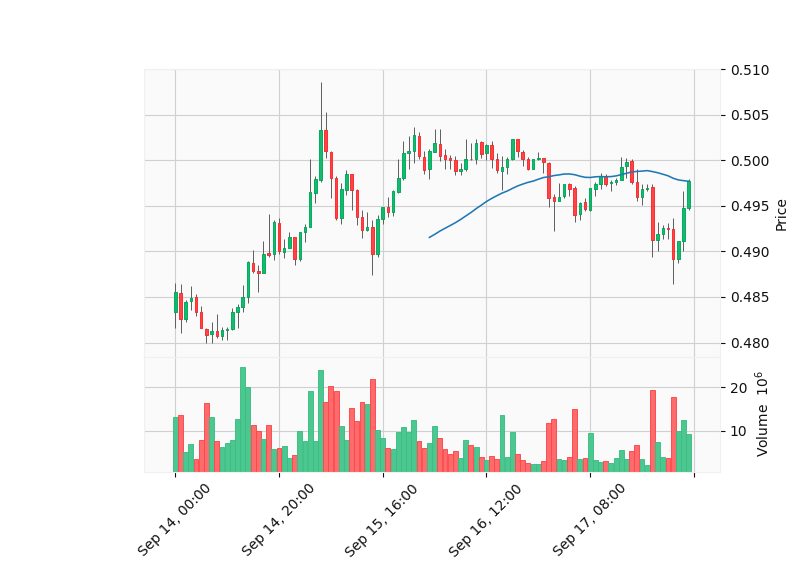 0.510
0.505
0.500
0.495
0.490
0.485
0.480
Price
20
10
Volume 10^6
Sep 14, 00:00
Sep 14, 20:00
Sep 15, 16:00
Sep 16, 12:00
Sep 17, 08:00